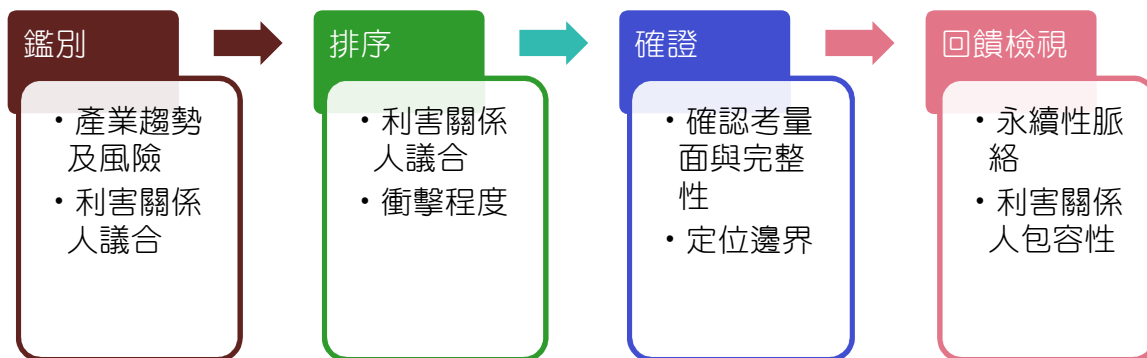 鑑別
• 產業趨勢
及風險
• 利害關係
人議合
排序
• 利害關係
人議合
• 衝擊程度
確證
• 確認考量
面與完整
性
• 定位邊界
回饋檢視
• 永續性脈
絡
• 利害關係
人包容性